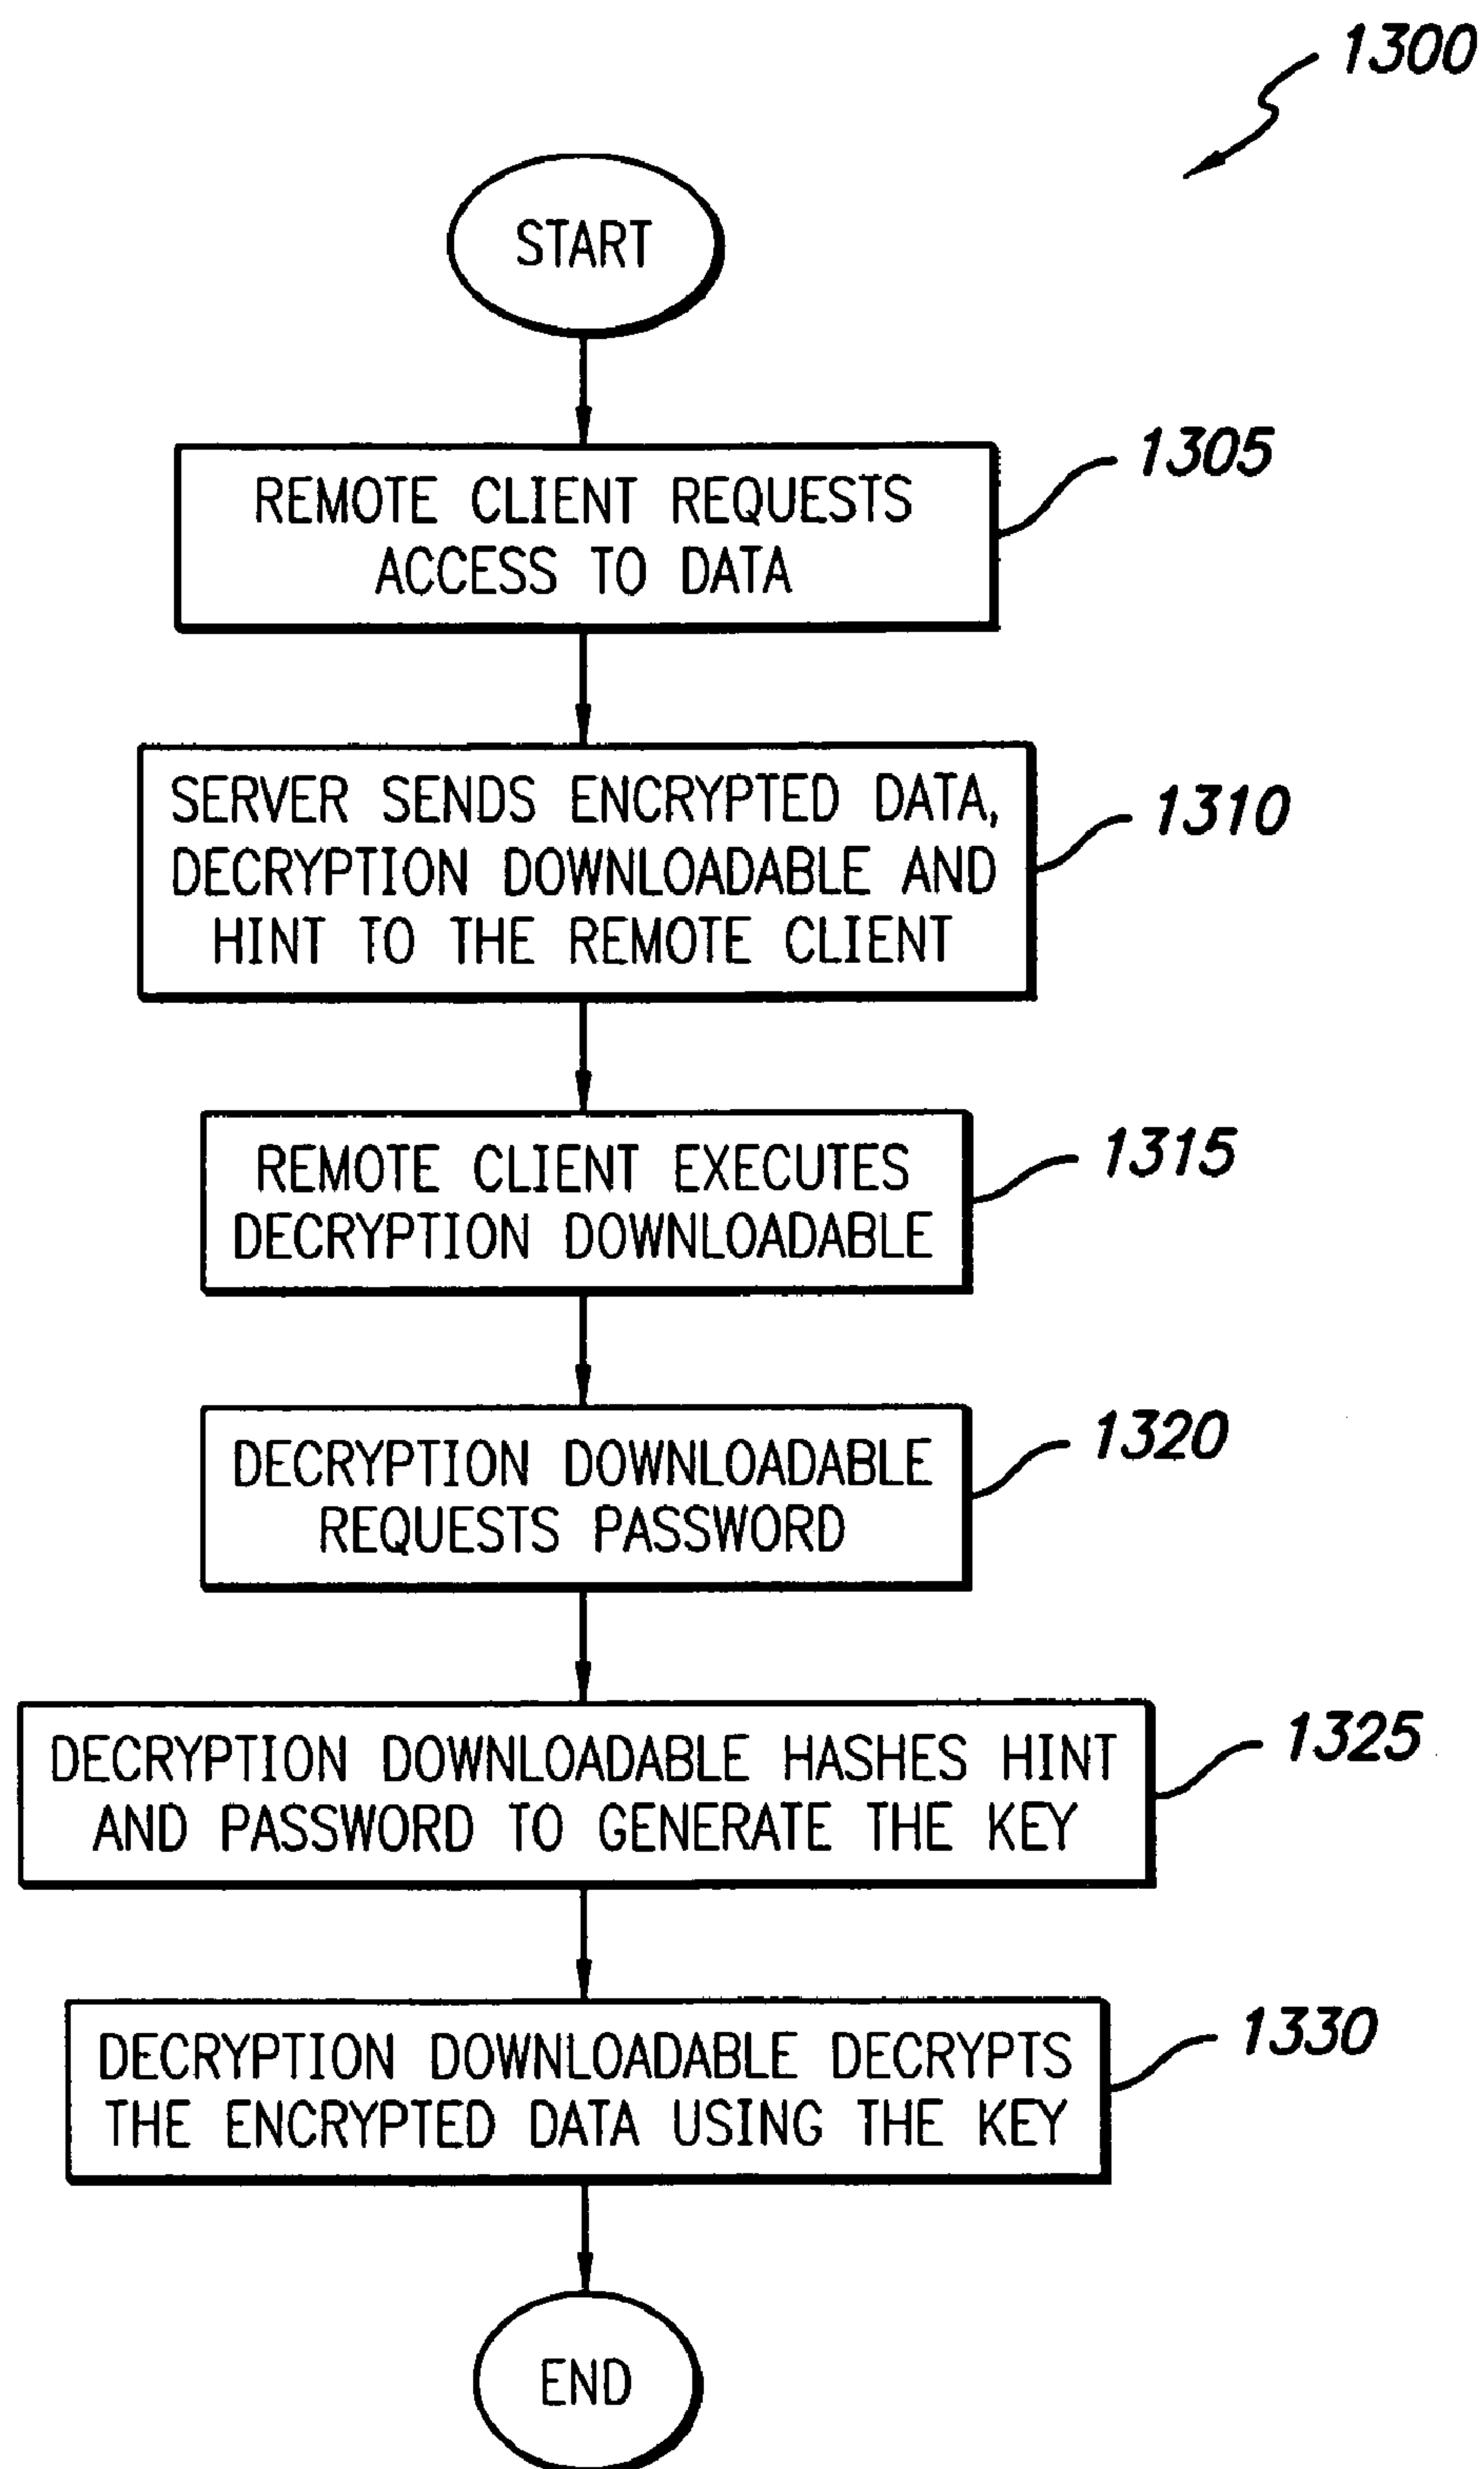 1300
START
REMOTE CLIENT REQUESTS
ACCESS TO DATA
1305
SERVER SENDS ENCRYPTED DATA,
DECRYPTION DOWNLOADABLE AND
HINT TO THE REMOTE CLIENT
1310
REMOTE CLIENT EXECUTES
DECRYPTION DOWNLOADABLE
1315
DECRYPTION DOWNLOADABLE
REQUESTS PASSWORD
1320
DECRYPTION DOWNLOADABLE HASHES HINT
AND PASSWORD TO GENERATE THE KEY
1325
DECRYPTION DOWNLOADABLE DECRYPTS
THE ENCRYPTED DATA USING THE KEY
1330
END